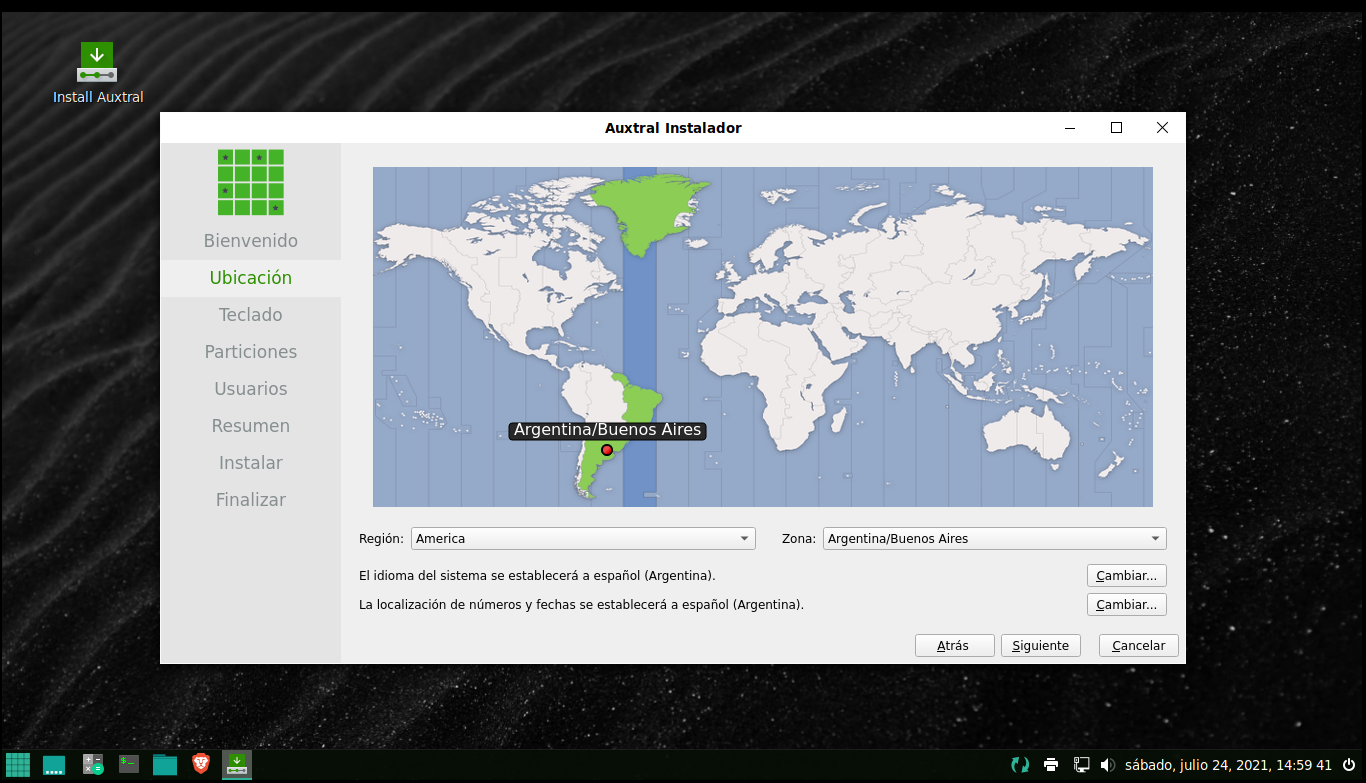 Install Auxtral
Auxtral Instalador
Bienvenido
Ubicación
Teclado
Particiones
Usuarios
Resumen
Instalar
Finalizar
Argentina/Buenos Aires
Región: America Zona: Argentina/Buenos Aires
El idioma del sistema se establecerá a español (Argentina). Cambiar...
La localización de números y fechas se establecerá a español (Argentina). Cambiar...
Atrás Siguiente Cancelar
sábado, julio 24, 2021, 14:59 41